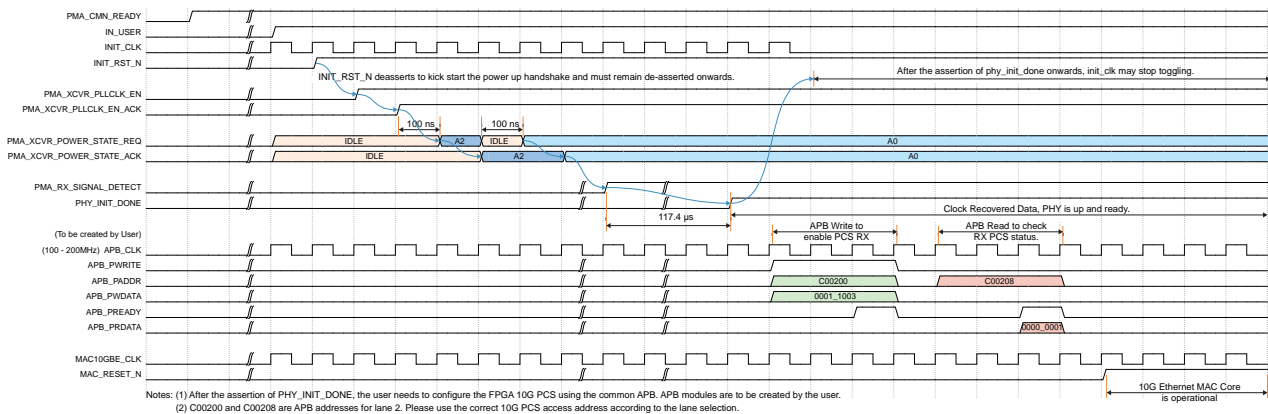 PMA_CMN_READY
IN_USER
INIT_CLK
INIT_RST_N
INIT_RST_N deasserts to kick start the power up handshake and must remain de-asserted onwards.
After the assertion of phy_init_done onwards, init_clk may stop toggling.
PMA_XCVR_PLLCLK_EN
PMA_XCVR_PLLCLK_EN_ACK
100 ns
100 ns
PMA_XCVR_POWER_STATE_REQ
IDLE
A2
IDLE
A0
PMA_XCVR_POWER_STATE_ACK
IDLE
A2
A0
PMA_RX_SIGNAL_DETECT
PHY_INIT_DONE
117.4 µs
Clock Recovered Data, PHY is up and ready.
(To be created by User)
APB Write to
enable PCS RX
APB Read to check
RX PCS status.
(100 - 200MHz) APB_CLK
APB_PWRITE
APB_PADDR
C00200
C00208
APB_PWDATA
0001_1003
APB_PREADY
APB_PRDATA
0000_0001
MAC10GBE_CLK
MAC_RESET_N
10G Ethernet MAC Core
is operational
Notes: (1) After the assertion of PHY_INIT_DONE, the user needs to configure the FPGA 10G PCS using the common APB. APB modules are to be created by the user.
(2) C00200 and C00208 are APB addresses for lane 2. Please use the correct 10G PCS access address according to the lane selection.